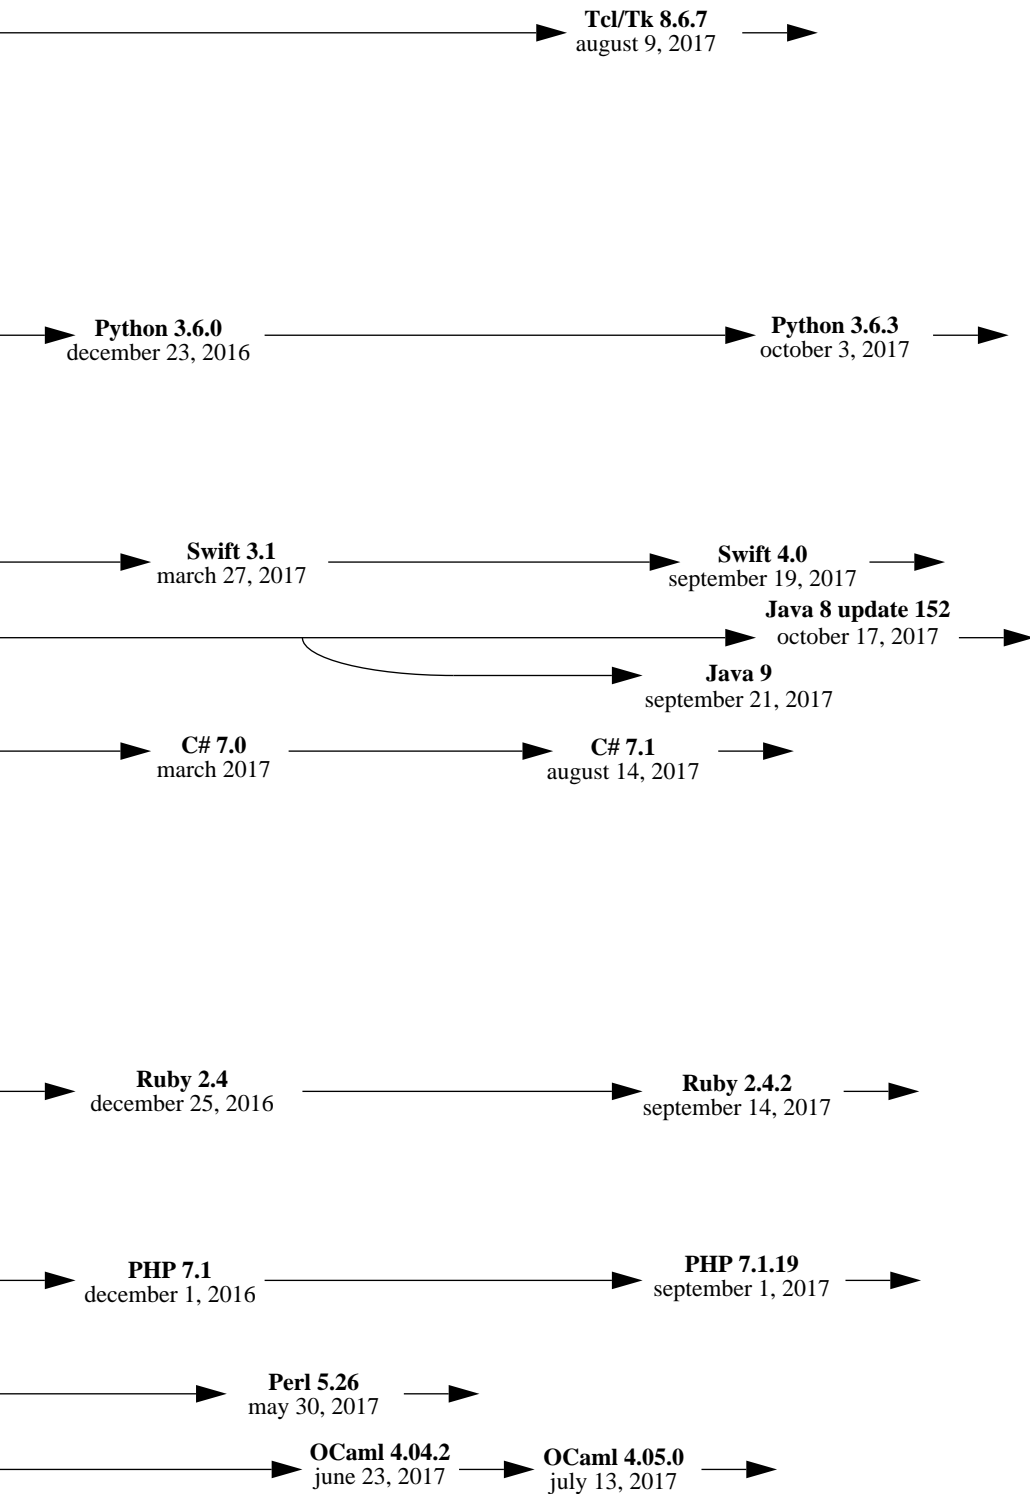 Tcl/Tk 8.6.7
august 9, 2017
Python 3.6.0
december 23, 2016
Python 3.6.3
october 3, 2017
Swift 3.1
march 27, 2017
Swift 4.0
september 19, 2017
Java 8 update 152
october 17, 2017
Java 9
september 21, 2017
C# 7.0
march 2017
C# 7.1
august 14, 2017
Ruby 2.4
december 25, 2016
Ruby 2.4.2
september 14, 2017
PHP 7.1
december 1, 2016
PHP 7.1.19
september 1, 2017
Perl 5.26
may 30, 2017
OCaml 4.04.2
june 23, 2017
OCaml 4.05.0
july 13, 2017